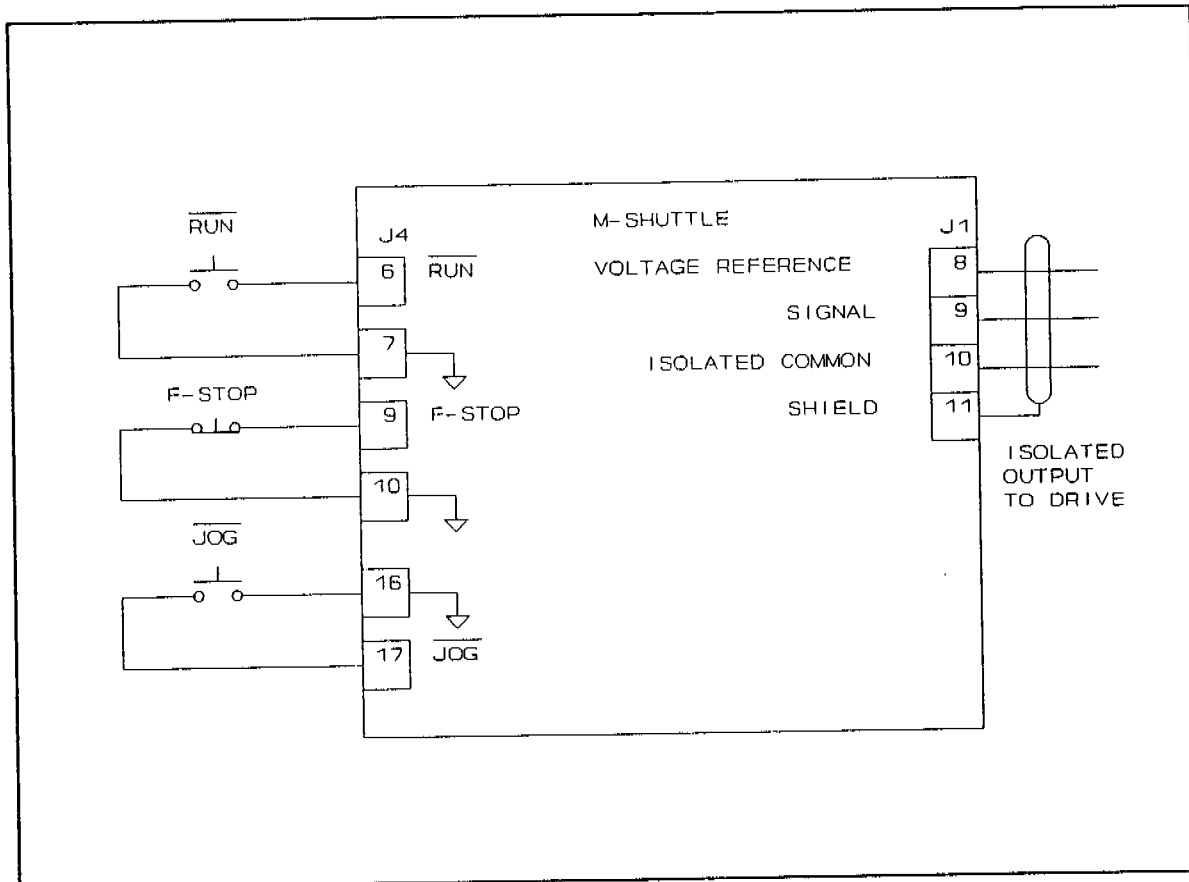 M-SHUTTLE
RUN
J4
J1
6
RUN
VOLTAGE REFERENCE
8
SIGNAL
9
7
ISOLATED COMMON
10
F-STOP
9
F-STOP
SHIELD
11
10
ISOLATED
OUTPUT
TO DRIVE
JOG
16
17
JOG